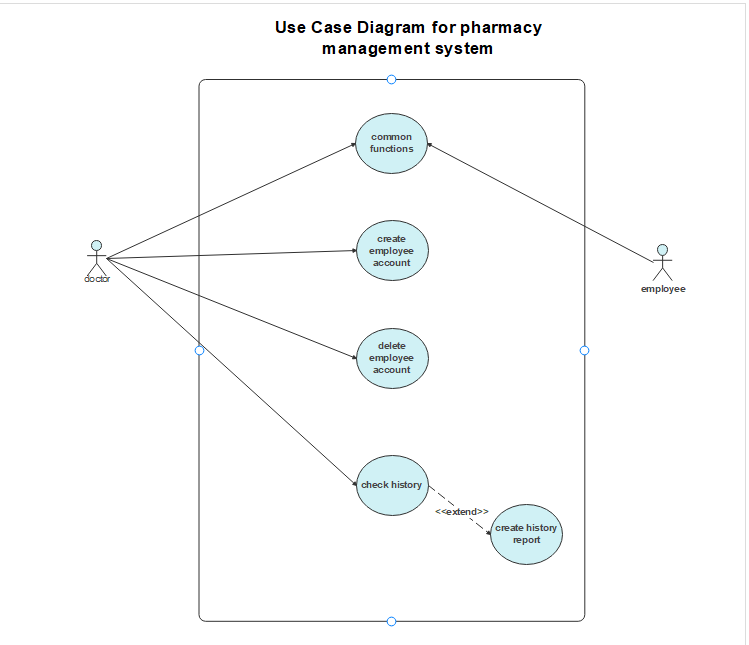 Use Case Diagram for pharmacy
management system
common
functions
create
employee
account
doctor
employee
delete
employee
account
check history
<<extend>>
create history
report